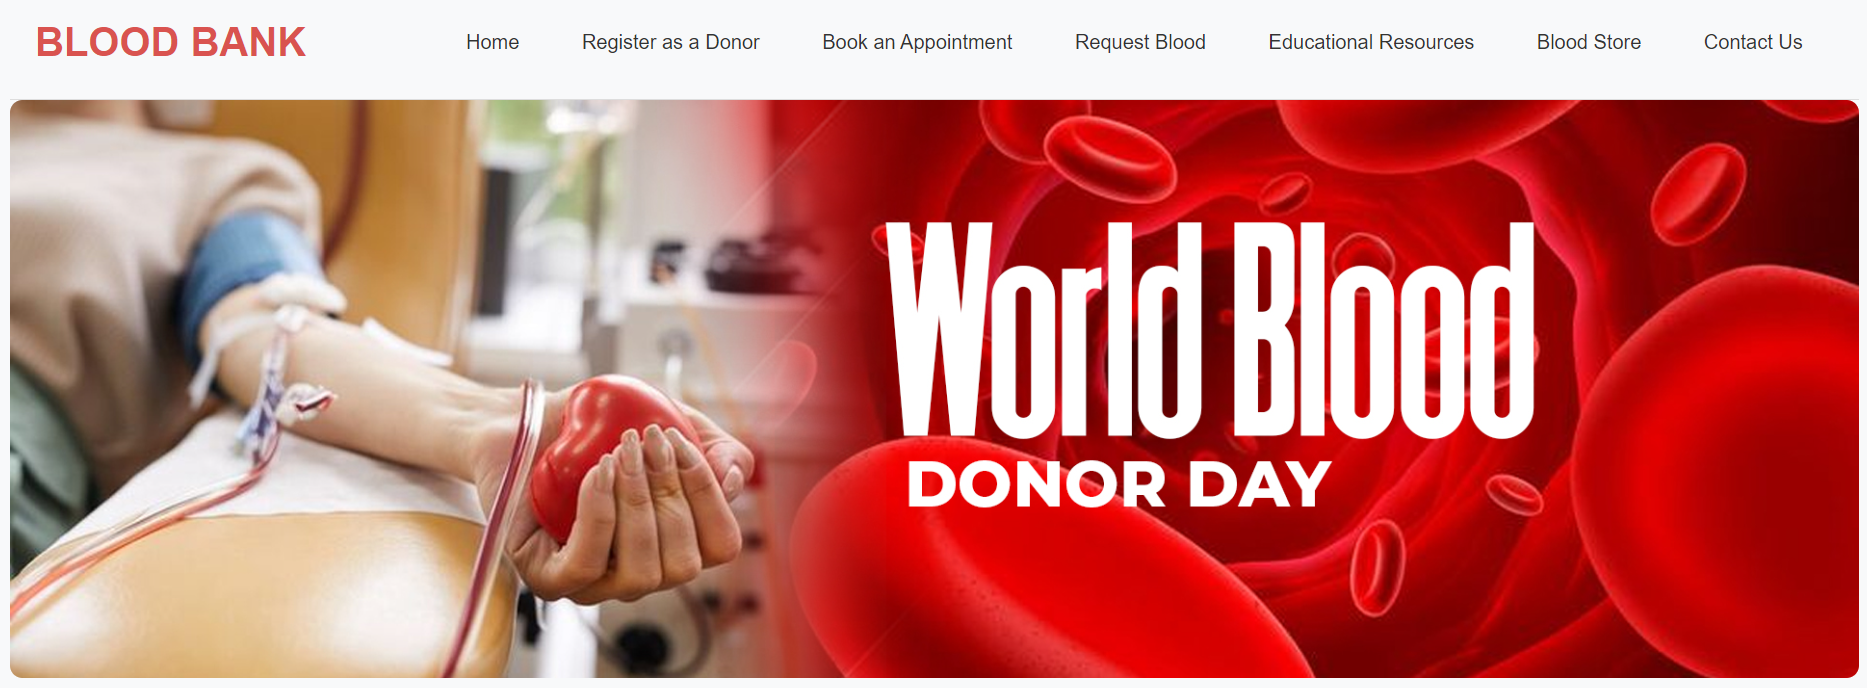 BLOOD BANK
Home Register as a Donor Book an Appointment Request Blood Educational Resources Blood Store Contact Us
World Blood
DONOR DAY